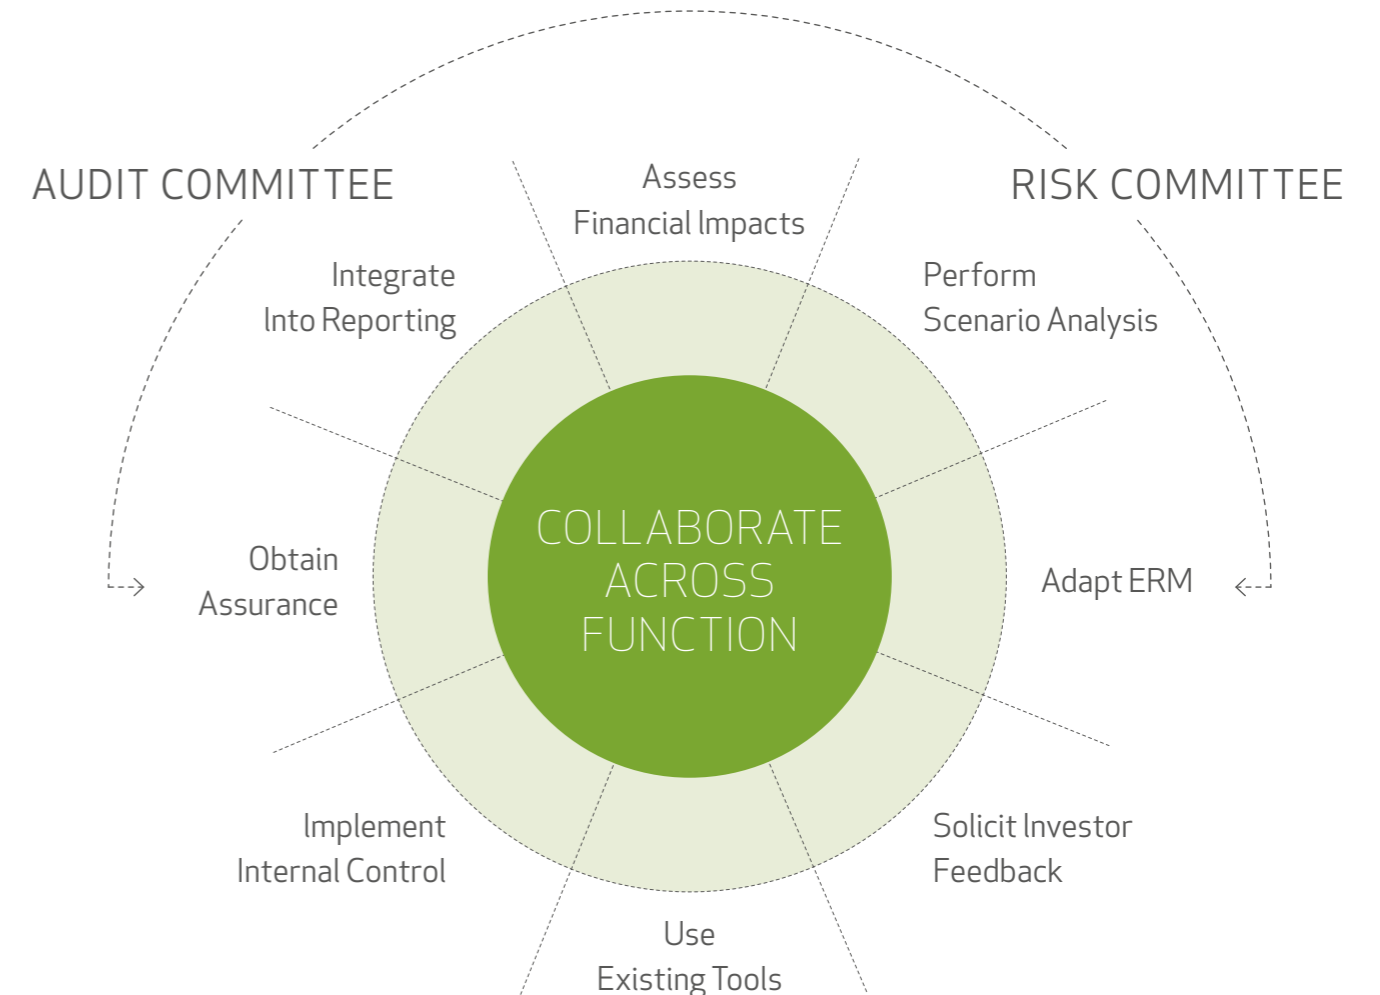 AUDIT COMMITTEE
RISK COMMITTEE
Assess
Financial Impacts
Integrate
Into Reporting
Perform
Scenario Analysis
Obtain
Assurance
COLLABORATE
ACROSS
FUNCTION
Adapt ERM
Implement
Internal Control
Solicit Investor
Feedback
Use
Existing Tools